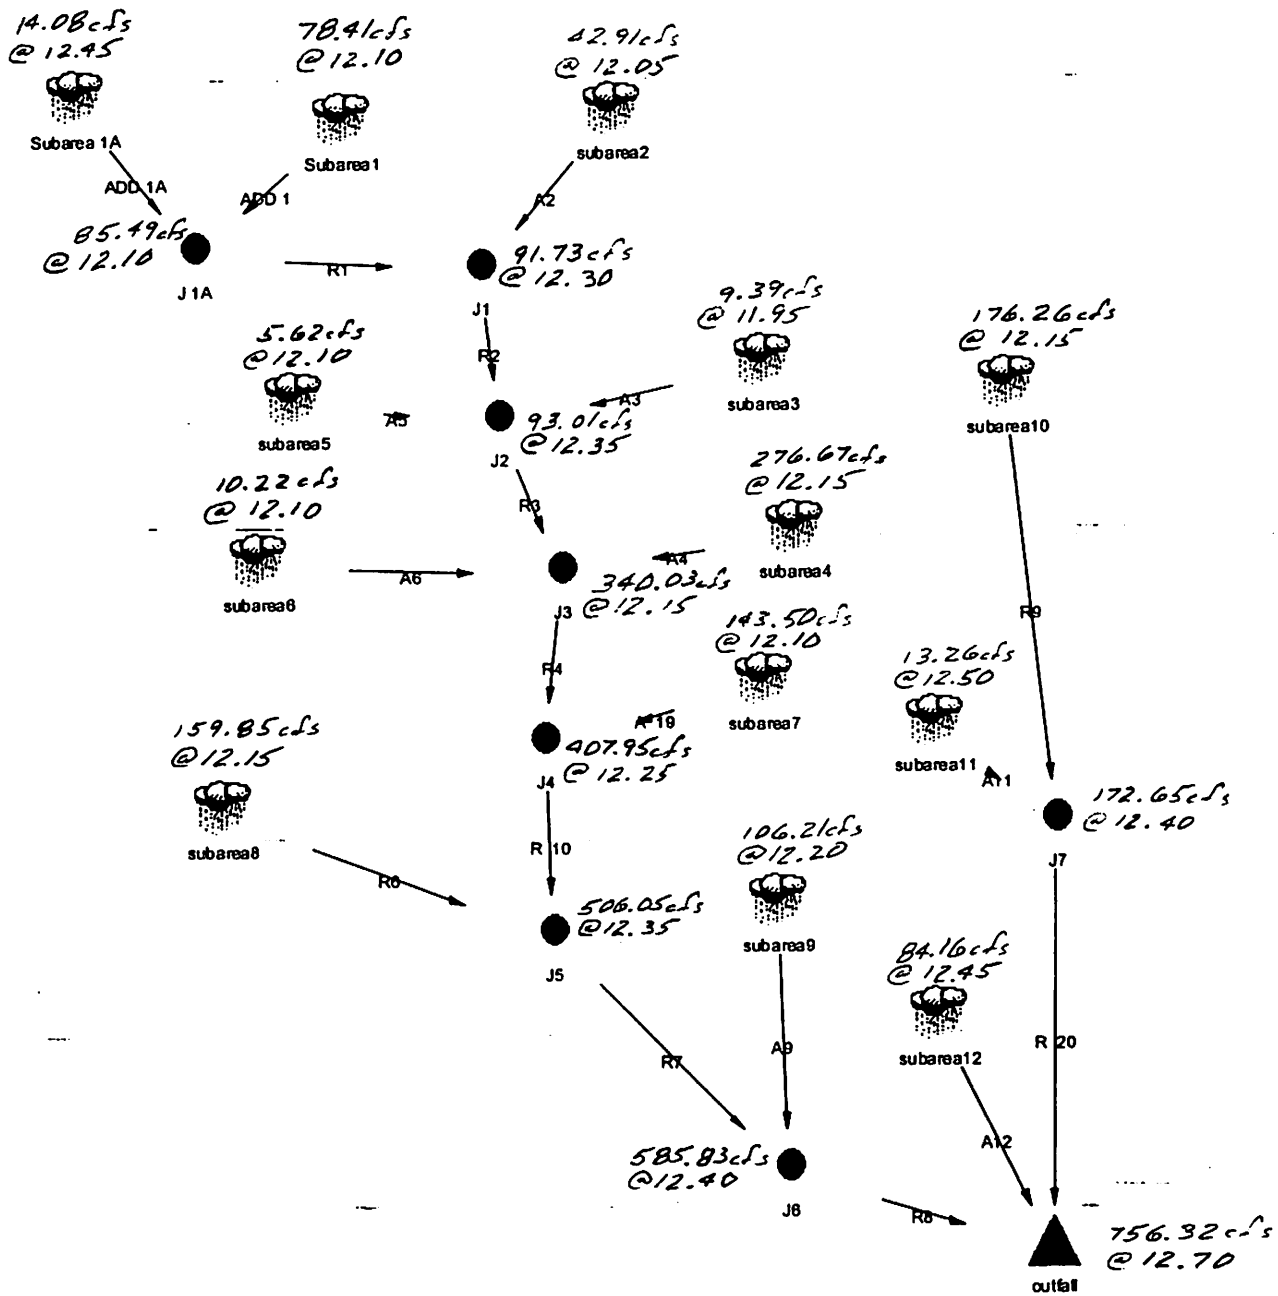 14.08cfs
@ 12.45
Subarea 1A
78.41cfs
@ 12.10
Subarea1
42.91cfs
@ 12.05
subarea2
ADD 1A
ADD 1
A2
85.49cfs
@ 12.10
J 1A
R1
91.73cfs
@ 12.30
J1
R2
5.62cfs
@ 12.10
subarea5
A5
9.39cfs
@ 11.95
subarea3
A3
176.26cfs
@ 12.15
subarea10
93.01cfs
@ 12.35
J2
R3
10.22cfs
@ 12.10
subarea6
A6
276.67cfs
@ 12.15
subarea4
A4
340.03cfs
@ 12.15
J3
R4
R9
143.50cfs
@ 12.10
subarea7
A 19
13.26cfs
@ 12.50
subarea11
A11
159.85cfs
@ 12.15
subarea8
R6
407.95cfs
@ 12.25
J4
R 10
172.65cfs
@ 12.40
J7
106.21cfs
@ 12.20
subarea9
506.05cfs
@ 12.35
J5
R7
A9
84.16cfs
@ 12.45
subarea12
R 20
A12
585.83cfs
@ 12.40
J6
R8
756.32cfs
@ 12.70
outfall